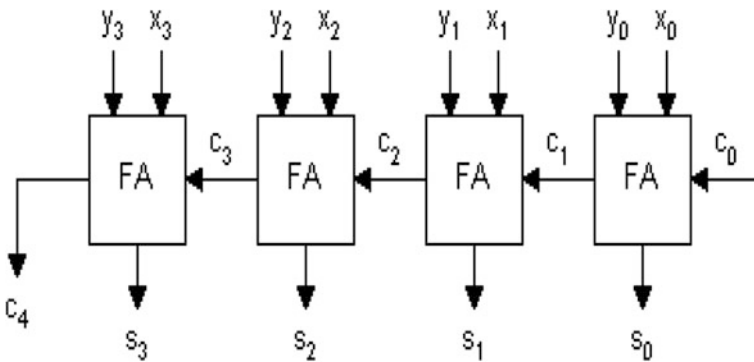 y₃ x₃ y₂ x₂ y₁ x₁ y₀ x₀
c₃ c₂ c₁ c₀
FA FA FA FA
c₄
s₃ s₂ s₁ s₀